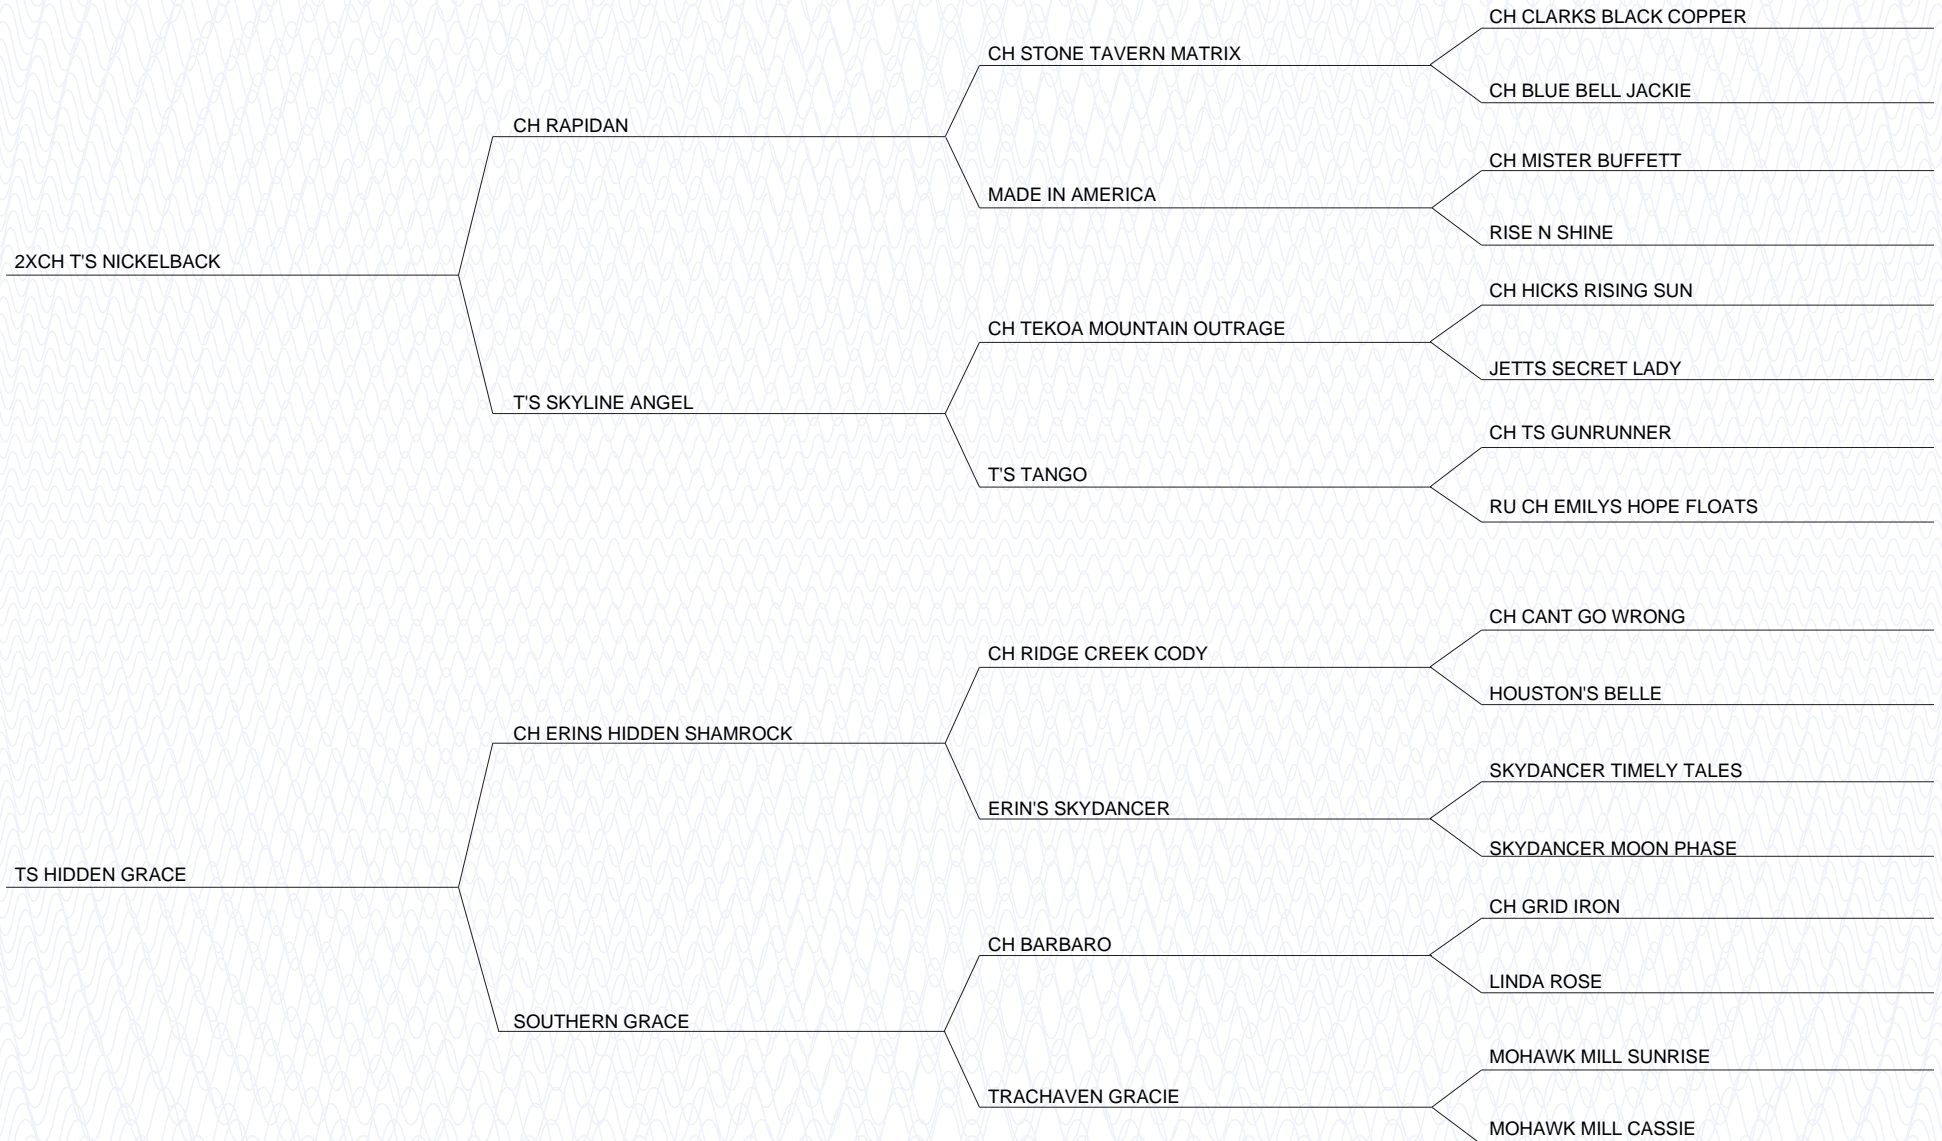 CH CLARKS BLACK COPPER
CH STONE TAVERN MATRIX
CH BLUE BELL JACKIE
CH RAPIDAN
CH MISTER BUFFETT
MADE IN AMERICA
RISE N SHINE
2XCH T'S NICKELBACK
CH HICKS RISING SUN
CH TEKOA MOUNTAIN OUTRAGE
JETTS SECRET LADY
T'S SKYLINE ANGEL
CH TS GUNRUNNER
T'S TANGO
RU CH EMILYS HOPE FLOATS
CH CANT GO WRONG
CH RIDGE CREEK CODY
HOUSTON'S BELLE
CH ERINS HIDDEN SHAMROCK
SKYDANCER TIMELY TALES
ERIN'S SKYDANCER
SKYDANCER MOON PHASE
TS HIDDEN GRACE
CH GRID IRON
CH BARBARO
LINDA ROSE
SOUTHERN GRACE
MOHAWK MILL SUNRISE
TRACHAVEN GRACIE
MOHAWK MILL CASSIE